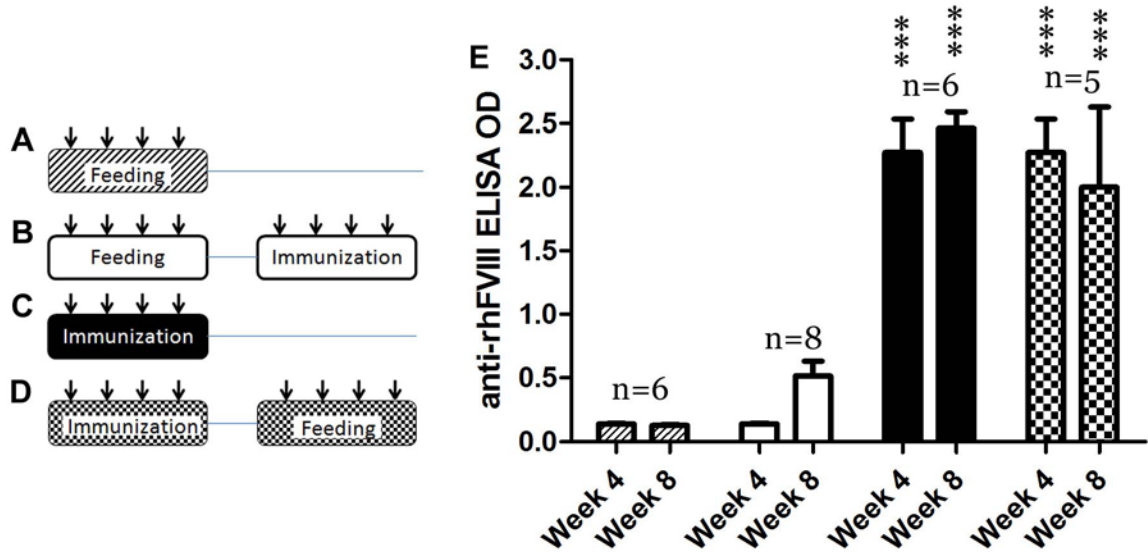 A
Feeding
B
Feeding
Immunization
C
Immunization
D
Immunization
Feeding
E
anti-rhFVIII ELISA OD
3.0
2.5
2.0
1.5
1.0
0.5
0.0
n=6
n=8
***
***
n=6
***
***
n=5
Week 4
Week 8
Week 4
Week 8
Week 4
Week 8
Week 4
Week 8